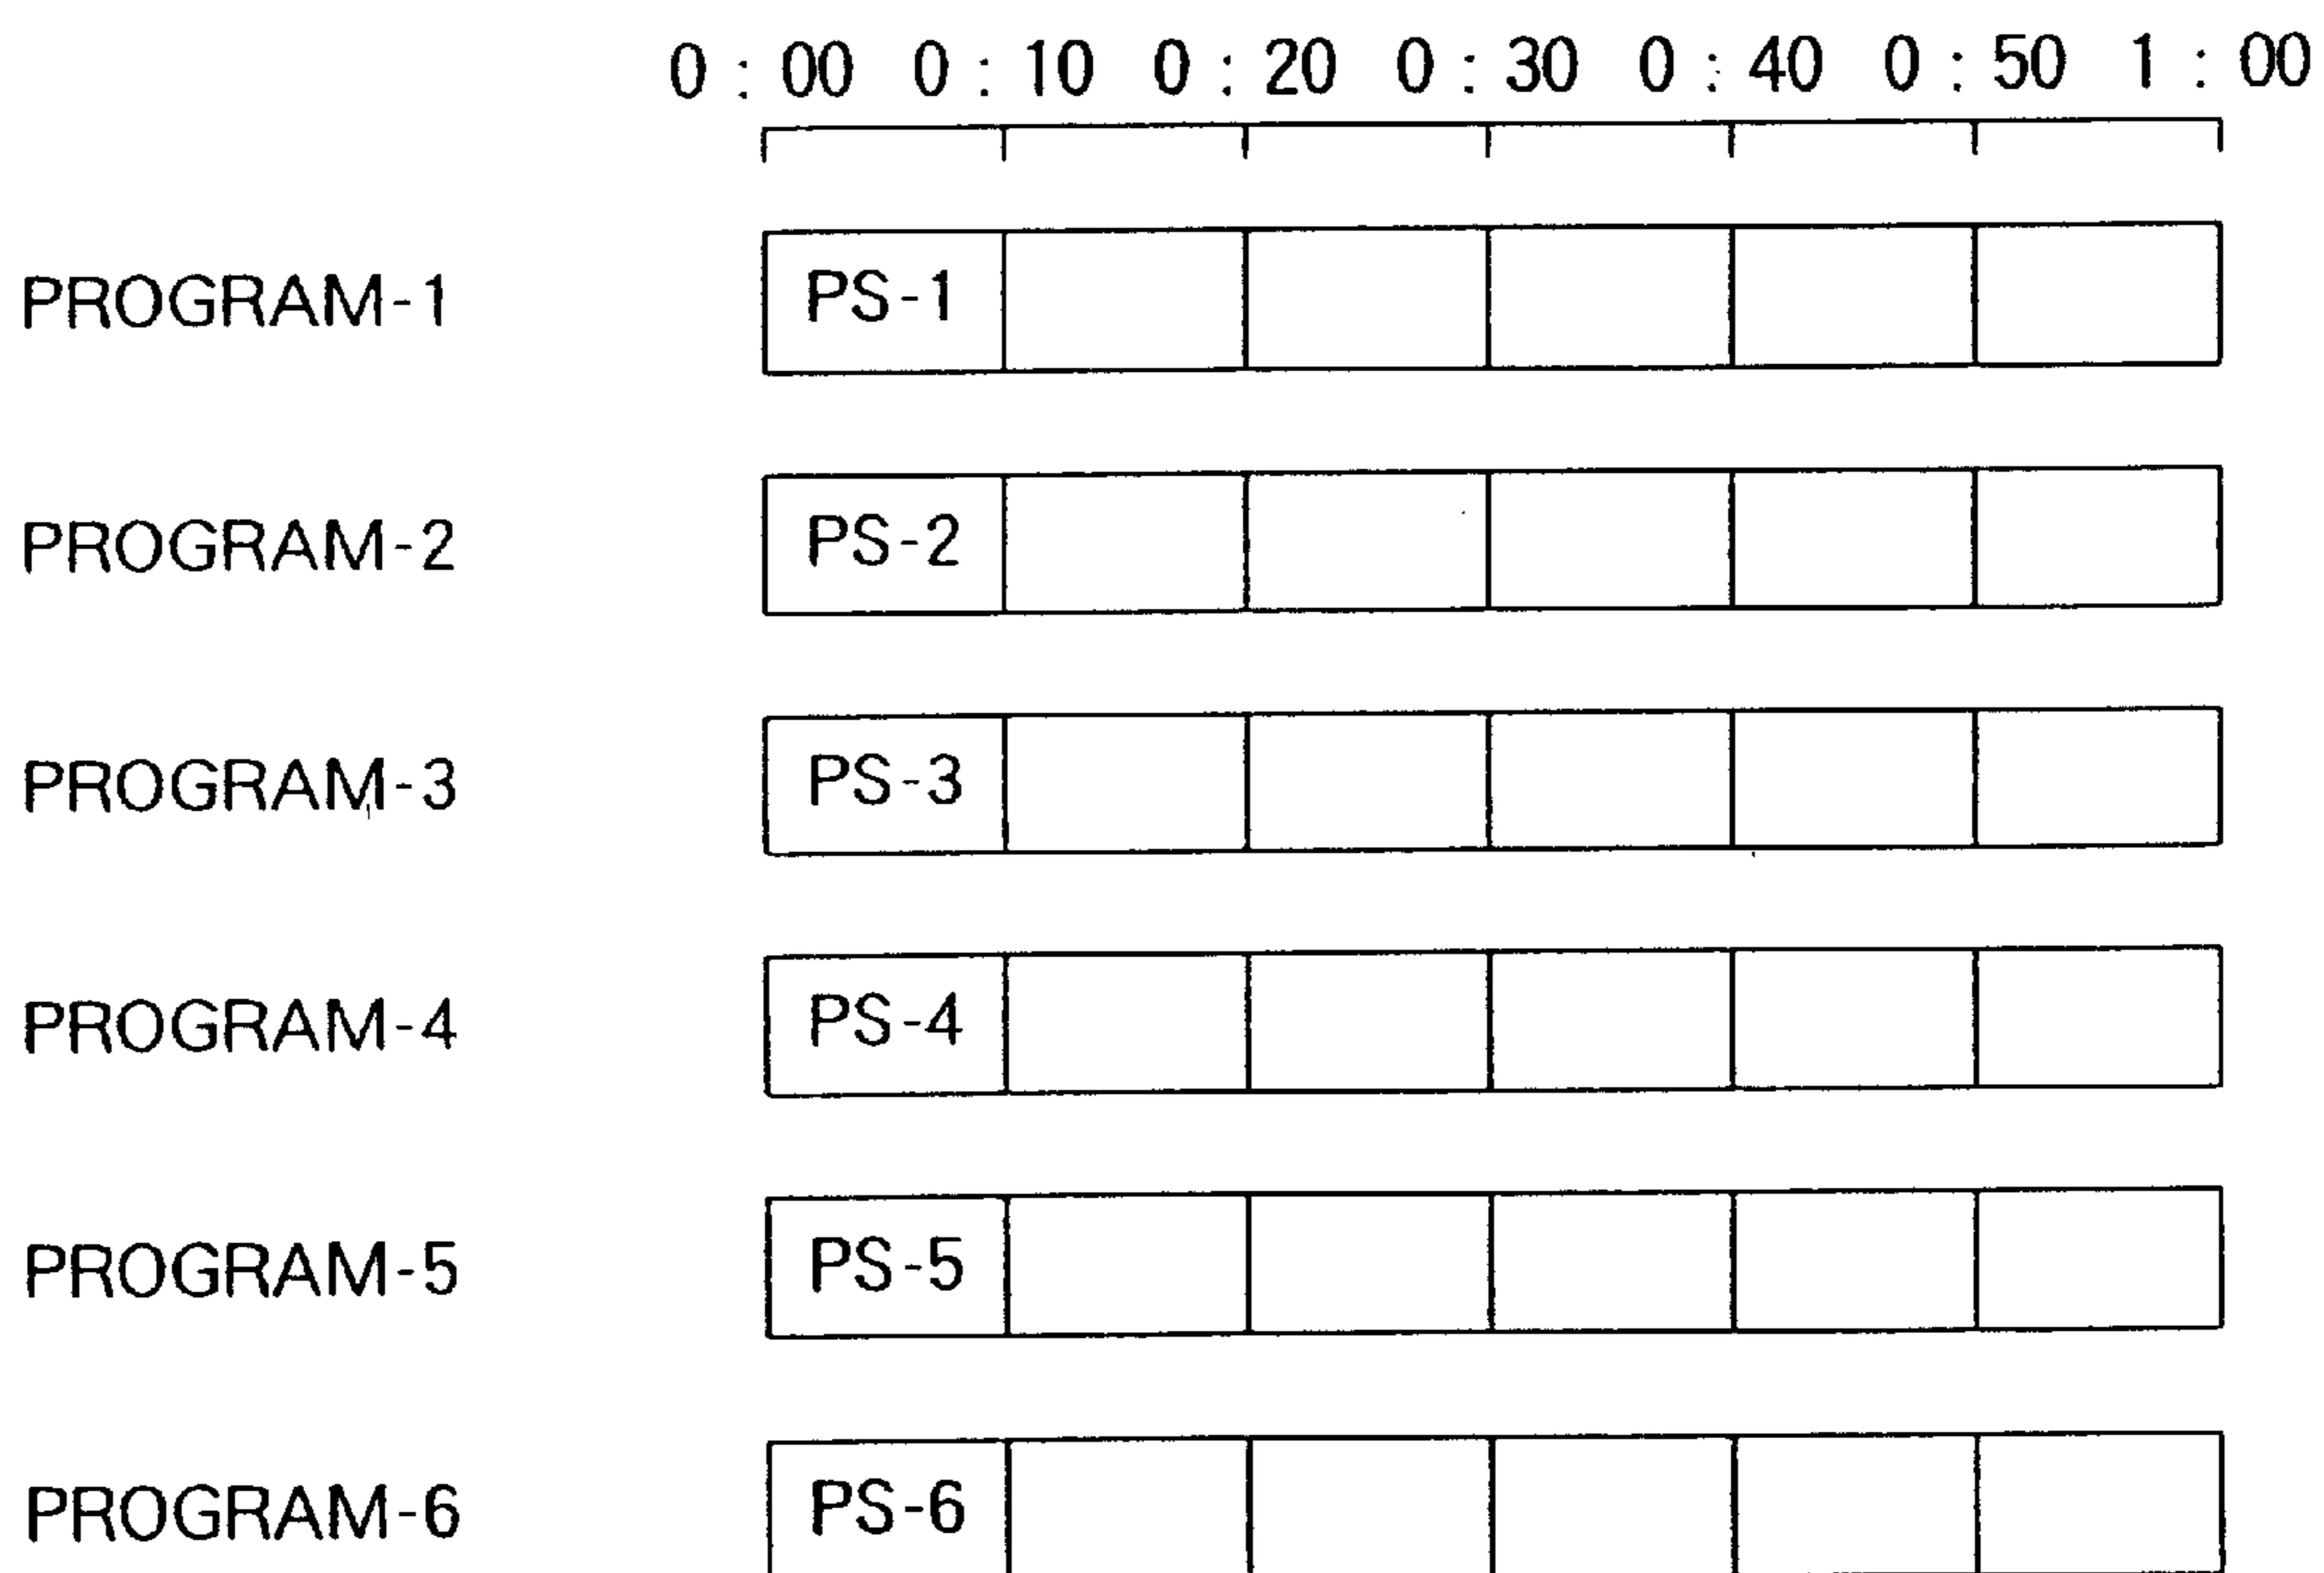 0 : 00 0 : 10 0 : 20 0 : 30 0 : 40 0 : 50 1 : 00
PROGRAM-1 PS-1
PROGRAM-2 PS-2
PROGRAM-3 PS-3
PROGRAM-4 PS-4
PROGRAM-5 PS-5
PROGRAM-6 PS-6